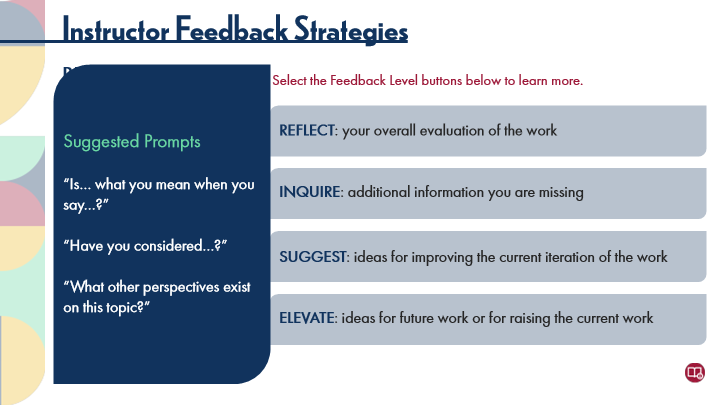 Instructor Feedback Strategies
Select the Feedback Level buttons below to learn more.
Suggested Prompts
“Is... what you mean when you
say...?”
“Have you considered...?”
“What other perspectives exist
on this topic?”
REFLECT: your overall evaluation of the work
INQUIRE: additional information you are missing
SUGGEST: ideas for improving the current iteration of the work
ELEVATE: ideas for future work or for raising the current work